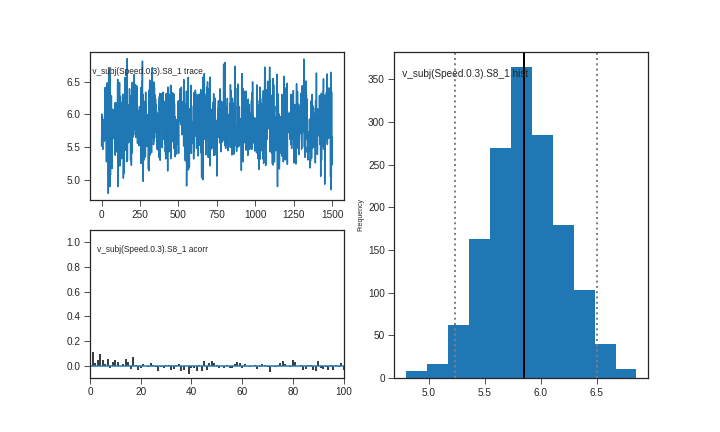 v_subj(Speed.0.3).S8_1 trace
6.5
6.0
5.5
5.0
0 250 500 750 1000 1250 1500
v_subj(Speed.0.3).S8_1 acorr
1.0
0.8
0.6
0.4
0.2
0.0
0 20 40 60 80 100
v_subj(Speed.0.3).S8_1 hist
Frequency
350
300
250
200
150
100
50
0
5.0 5.5 6.0 6.5